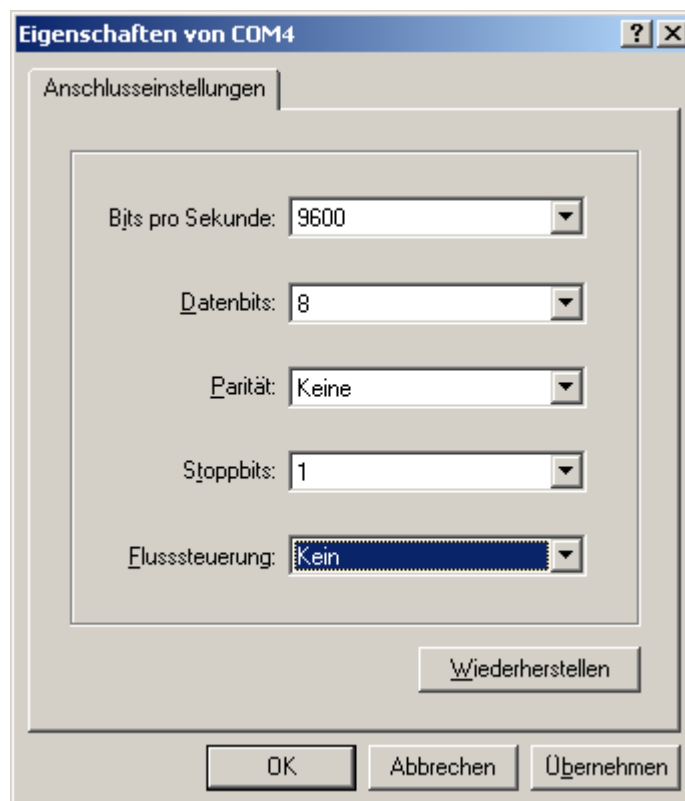 Eigenschaften von COM4
Anschlusseinstellungen
Bits pro Sekunde: 9600
Datenbits: 8
Parität: Keine
Stoppbits: 1
Flusssteuerung: Kein
Wiederherstellen
OK Abbrechen Übernehmen